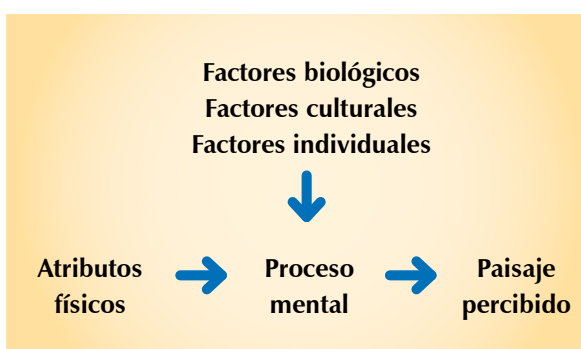 Factores biológicos
Factores culturales
Factores individuales
Atributos
físicos
Proceso
mental
Paisaje
percibido